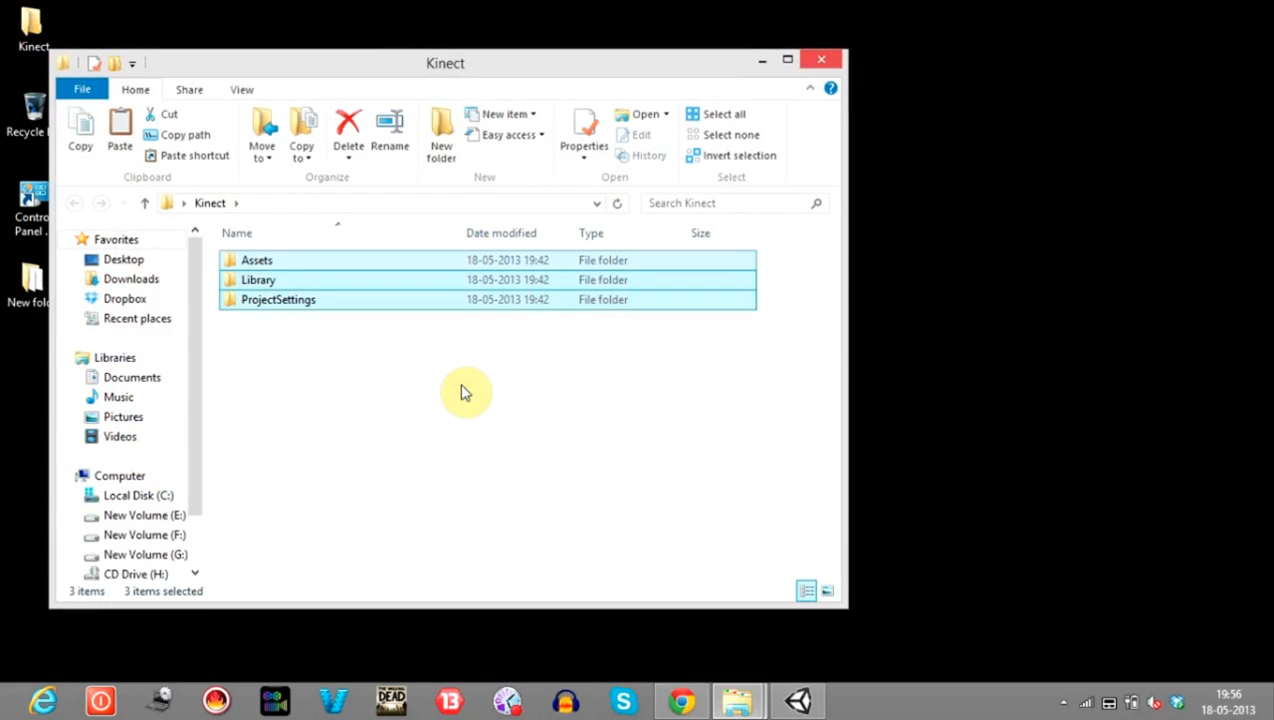 Kinect
Recycle
Control
Panel .
New fol
Kinect
File
Home
Share
View
Copy
Paste
Cut
Copy path
Paste shortcut
Clipboard
Move
to
Copy
to
Delete
Rename
Organize
New
folder
New item
Easy access
New
Properties
Open
Edit
History
Open
Select all
Select none
Invert selection
Select
Kinect
Search Kinect
Name
Date modified
Type
Size
Assets
18-05-2013 19:42
File folder
Library
18-05-2013 19:42
File folder
ProjectSettings
18-05-2013 19:42
File folder
Favorites
Desktop
Downloads
Dropbox
Recent places
Libraries
Documents
Music
Pictures
Videos
Computer
Local Disk (C:)
New Volume (E:)
New Volume (F:)
New Volume (G:)
CD Drive (H:)
3 items
3 items selected
THE WALKING
DEAD
13
19:56
18-05-2013